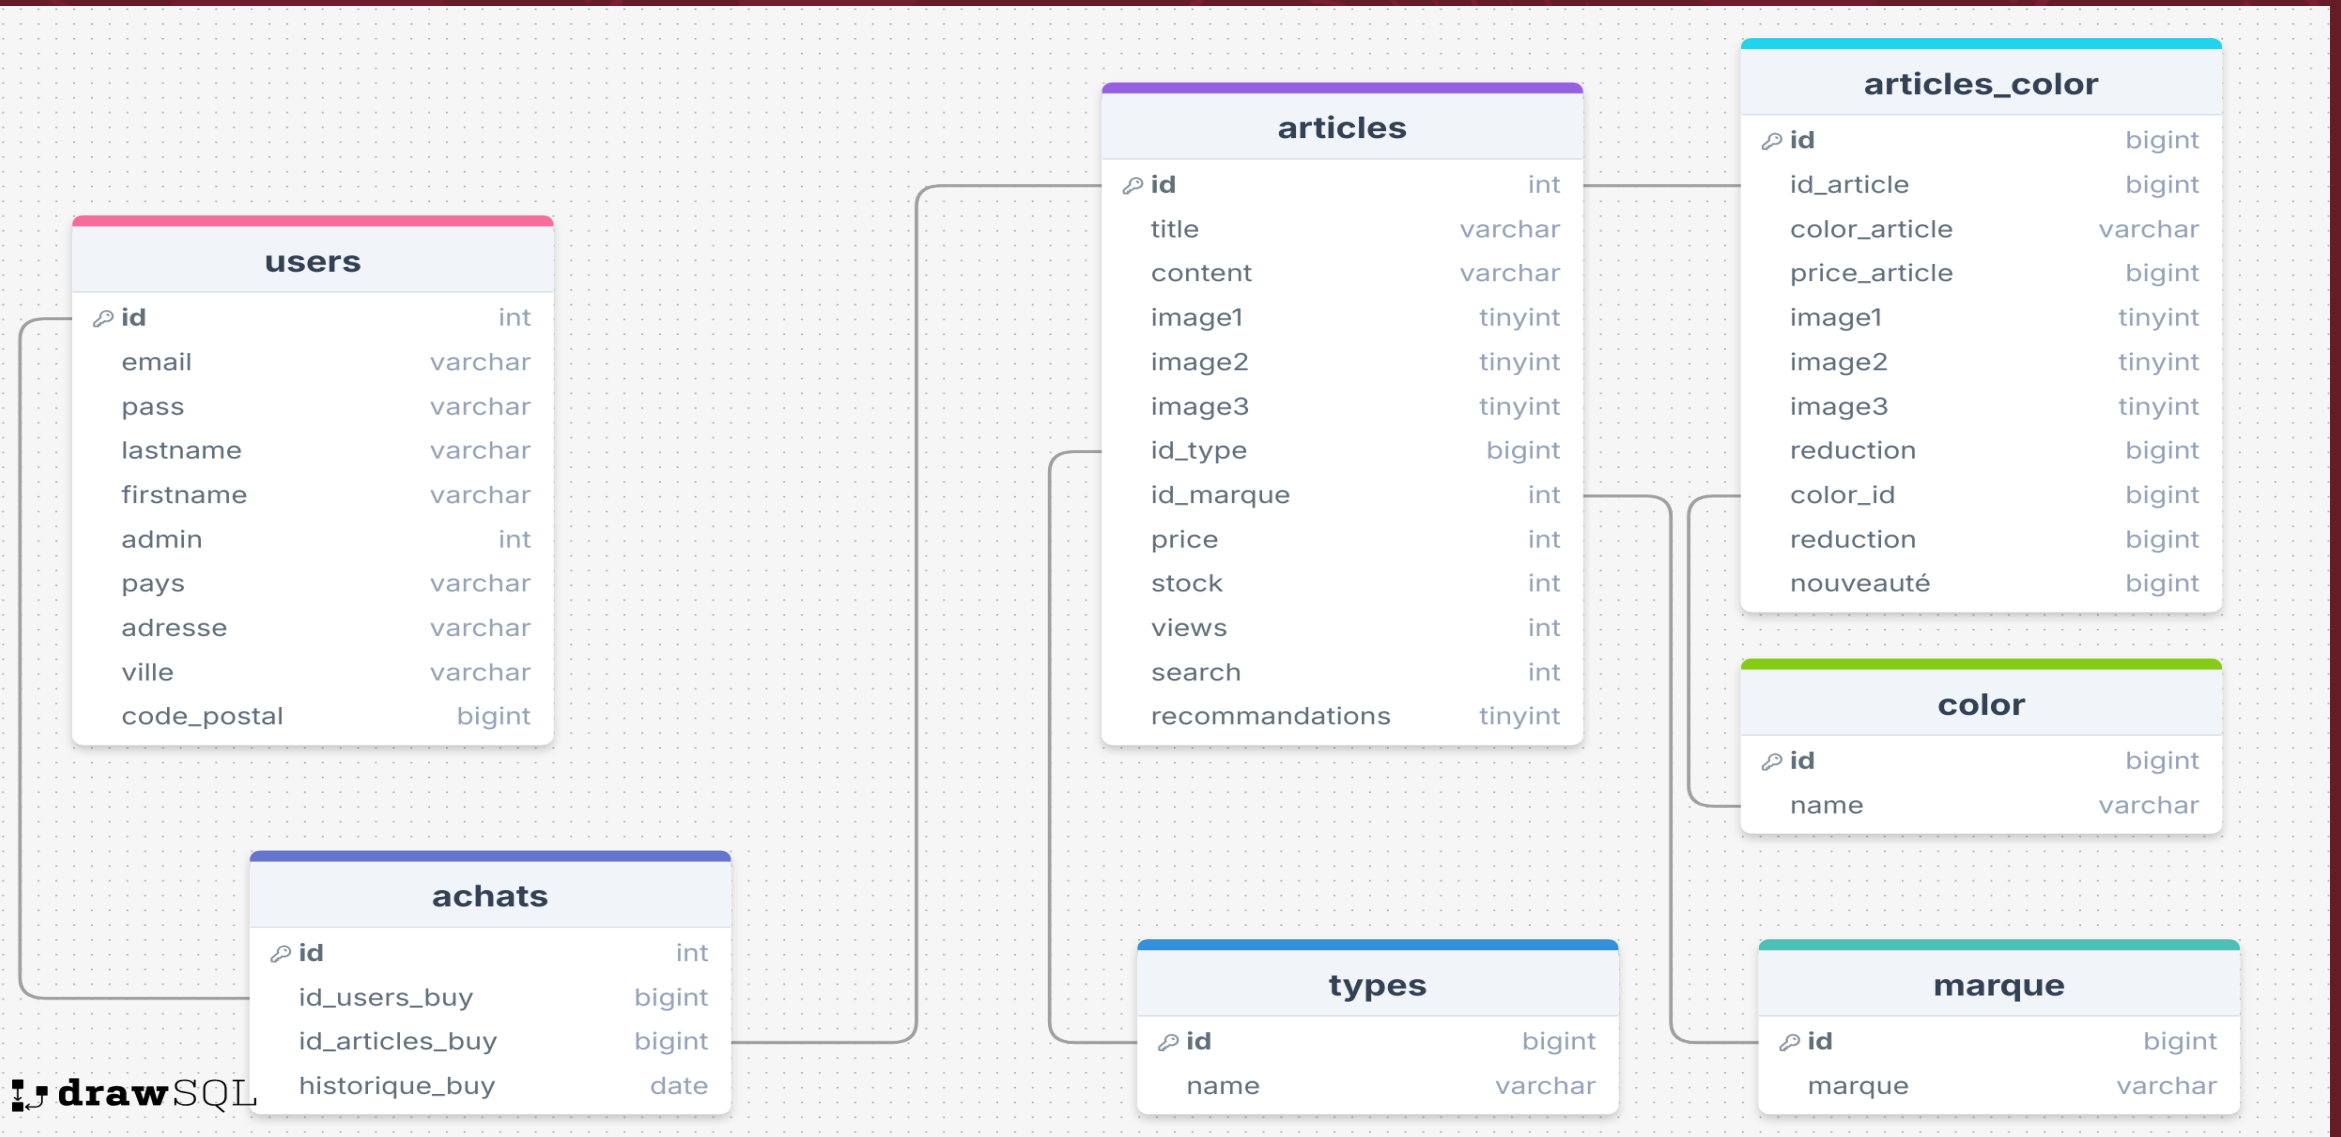 users
id int
email varchar
pass varchar
lastname varchar
firstname varchar
admin int
pays varchar
adresse varchar
ville varchar
code_postal bigint
achats
id int
id_users_buy bigint
id_articles_buy bigint
historique_buy date
articles
id int
title varchar
content varchar
image1 tinyint
image2 tinyint
image3 tinyint
id_type bigint
id_marque int
price int
stock int
views int
search int
recommandations tinyint
types
id bigint
name varchar
articles_color
id bigint
id_article bigint
color_article varchar
price_article bigint
image1 tinyint
image2 tinyint
image3 tinyint
reduction bigint
color_id bigint
reduction bigint
nouveauté bigint
color
id bigint
name varchar
marque
id bigint
marque varchar
drawSQL